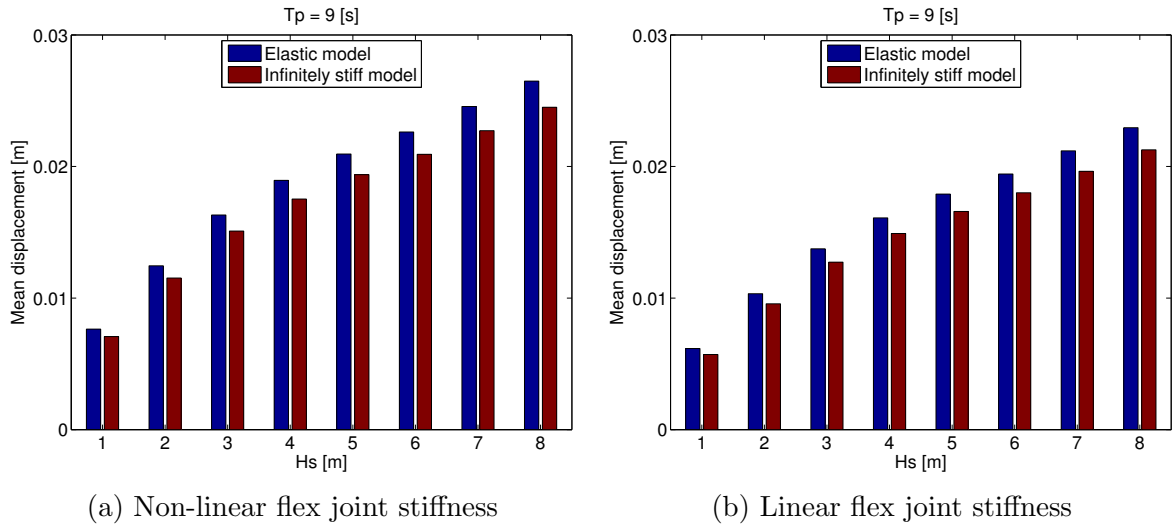 Tp = 9 [s]
Elastic model
Infinitely stiff model
Mean displacement [m]
0.03
0.02
0.01
0
1 2 3 4 5 6 7 8
Hs [m]
(a) Non-linear flex joint stiffness
Tp = 9 [s]
Elastic model
Infinitely stiff model
Mean displacement [m]
0.03
0.02
0.01
0
1 2 3 4 5 6 7 8
Hs [m]
(b) Linear flex joint stiffness